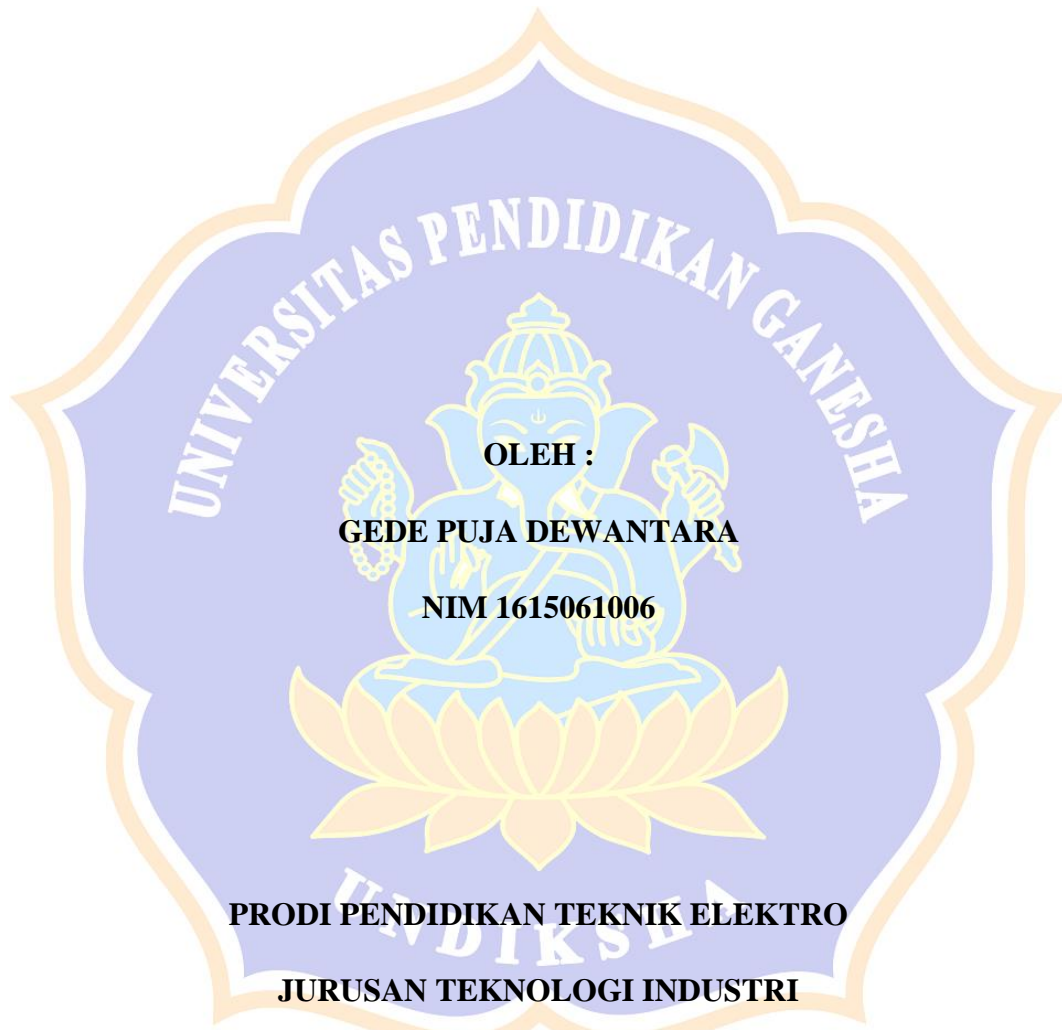 UNIVERSITAS PENDIDIKAN GANESHA
OLEH :
GEDE PUJA DEWANTARA
NIM 1615061006
PRODI PENDIDIKAN TEKNIK ELEKTRO
UNDIKSHA
JURUSAN TEKNOLOGI INDUSTRI